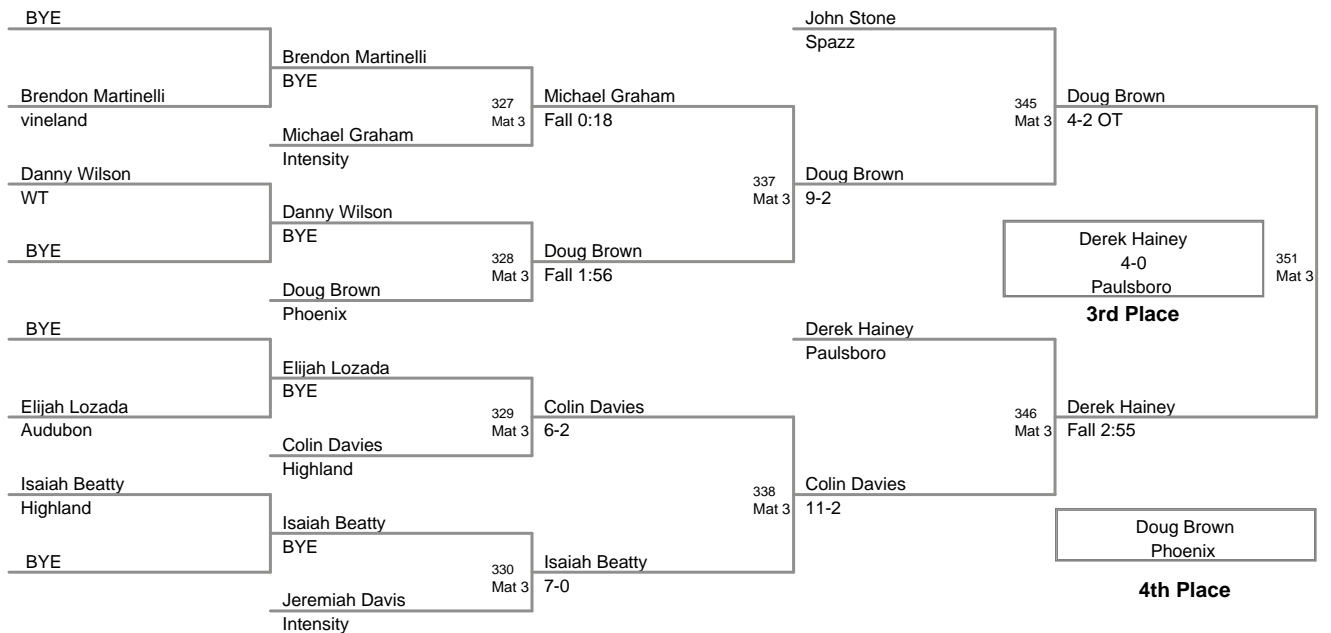 BYE
Brendon Martinelli
vineland
Danny Wilson
WT
BYE
BYE
Elijah Lozada
Audubon
Isaiah Beatty
Highland
BYE
Brendon Martinelli
BYE
327
Mat 3
Michael Graham
Intensity
Danny Wilson
BYE
328
Mat 3
Doug Brown
Phoenix
Elijah Lozada
BYE
329
Mat 3
Colin Davies
Highland
Isaiah Beatty
BYE
330
Mat 3
Jeremiah Davis
Intensity
Michael Graham
Fall 0:18
337
Mat 3
Doug Brown
Fall 1:56
Colin Davies
6-2
338
Mat 3
Isaiah Beatty
7-0
John Stone
Spazz
345
Mat 3
Doug Brown
9-2
Derek Hainey
Paulsboro
346
Mat 3
Colin Davies
11-2
Doug Brown
4-2 OT
Derek Hainey
4-0
Paulsboro
3rd Place
351
Mat 3
Derek Hainey
Fall 2:55
Doug Brown
Phoenix
4th Place